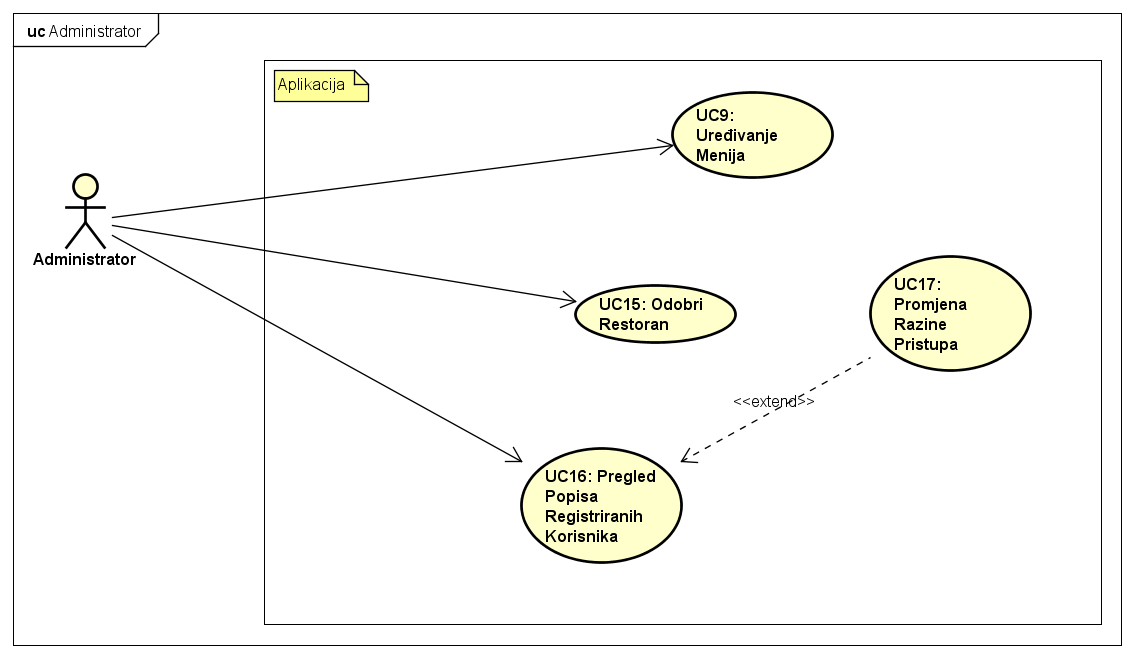 uc Administrator
Aplikacija
UC9:
Uređivanje
Menija
Administrator
UC15: Odobri
Restoran
UC17:
Promjena
Razine
Pristupa
<<extend>>
UC16: Pregled
Popisa
Registriranih
Korisnika